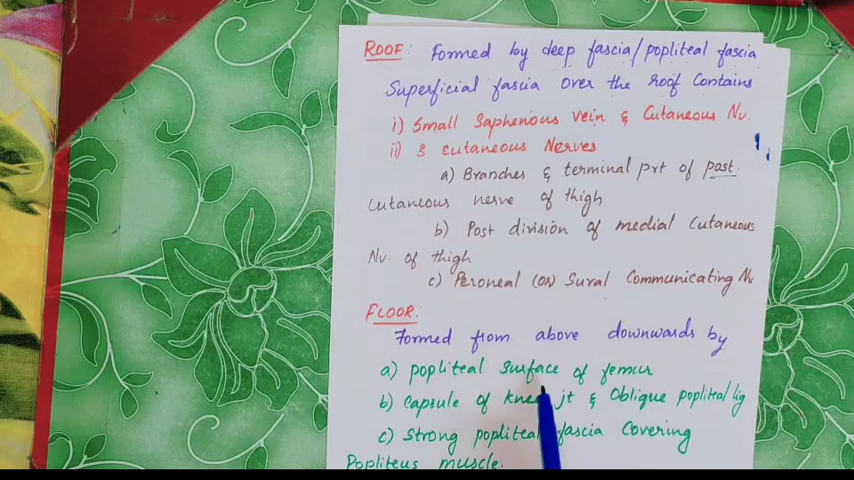 ROOF: Formed by deep fascia/popliteal fascia
Superficial fascia over the roof contains
i) Small Saphenious vein & Cutaneous Nv.
ii) 3 cutaneous Nerves
a) Branches & terminal prt of post.
cutaneous nerve of thigh
b) Post division of medial cutaneous
Nv. of thigh
c) Peroneal (or) Sural Communicating Nv
FLOOR:
Formed from above downwards by
a) popliteal surface of femur
b) Capsule of knee jt & Oblique popliteal lig
c) Strong popliteal fascia covering
Popliteus muscle.